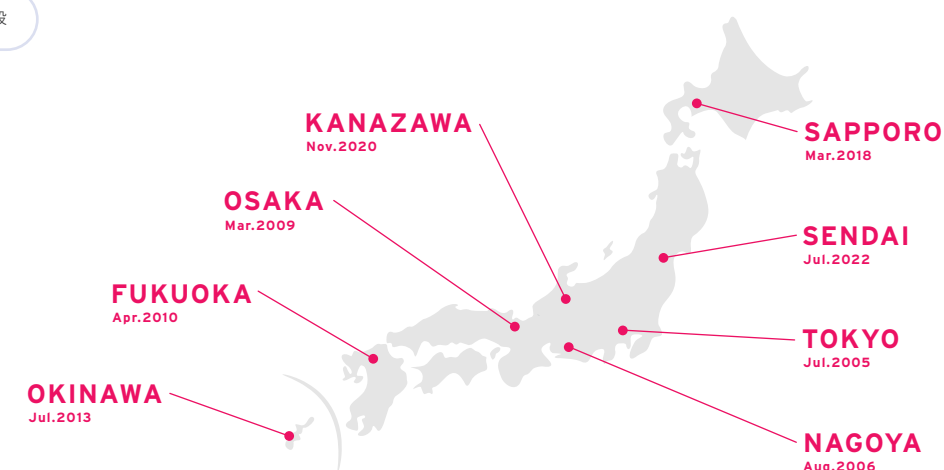 設
KANAZAWA
Nov.2020
SAPPORO
Mar.2018
OSAKA
Mar.2009
SENDAI
Jul.2022
FUKUOKA
Apr.2010
TOKYO
Jul.2005
OKINAWA
Jul.2013
NAGOYA
Aug.2006